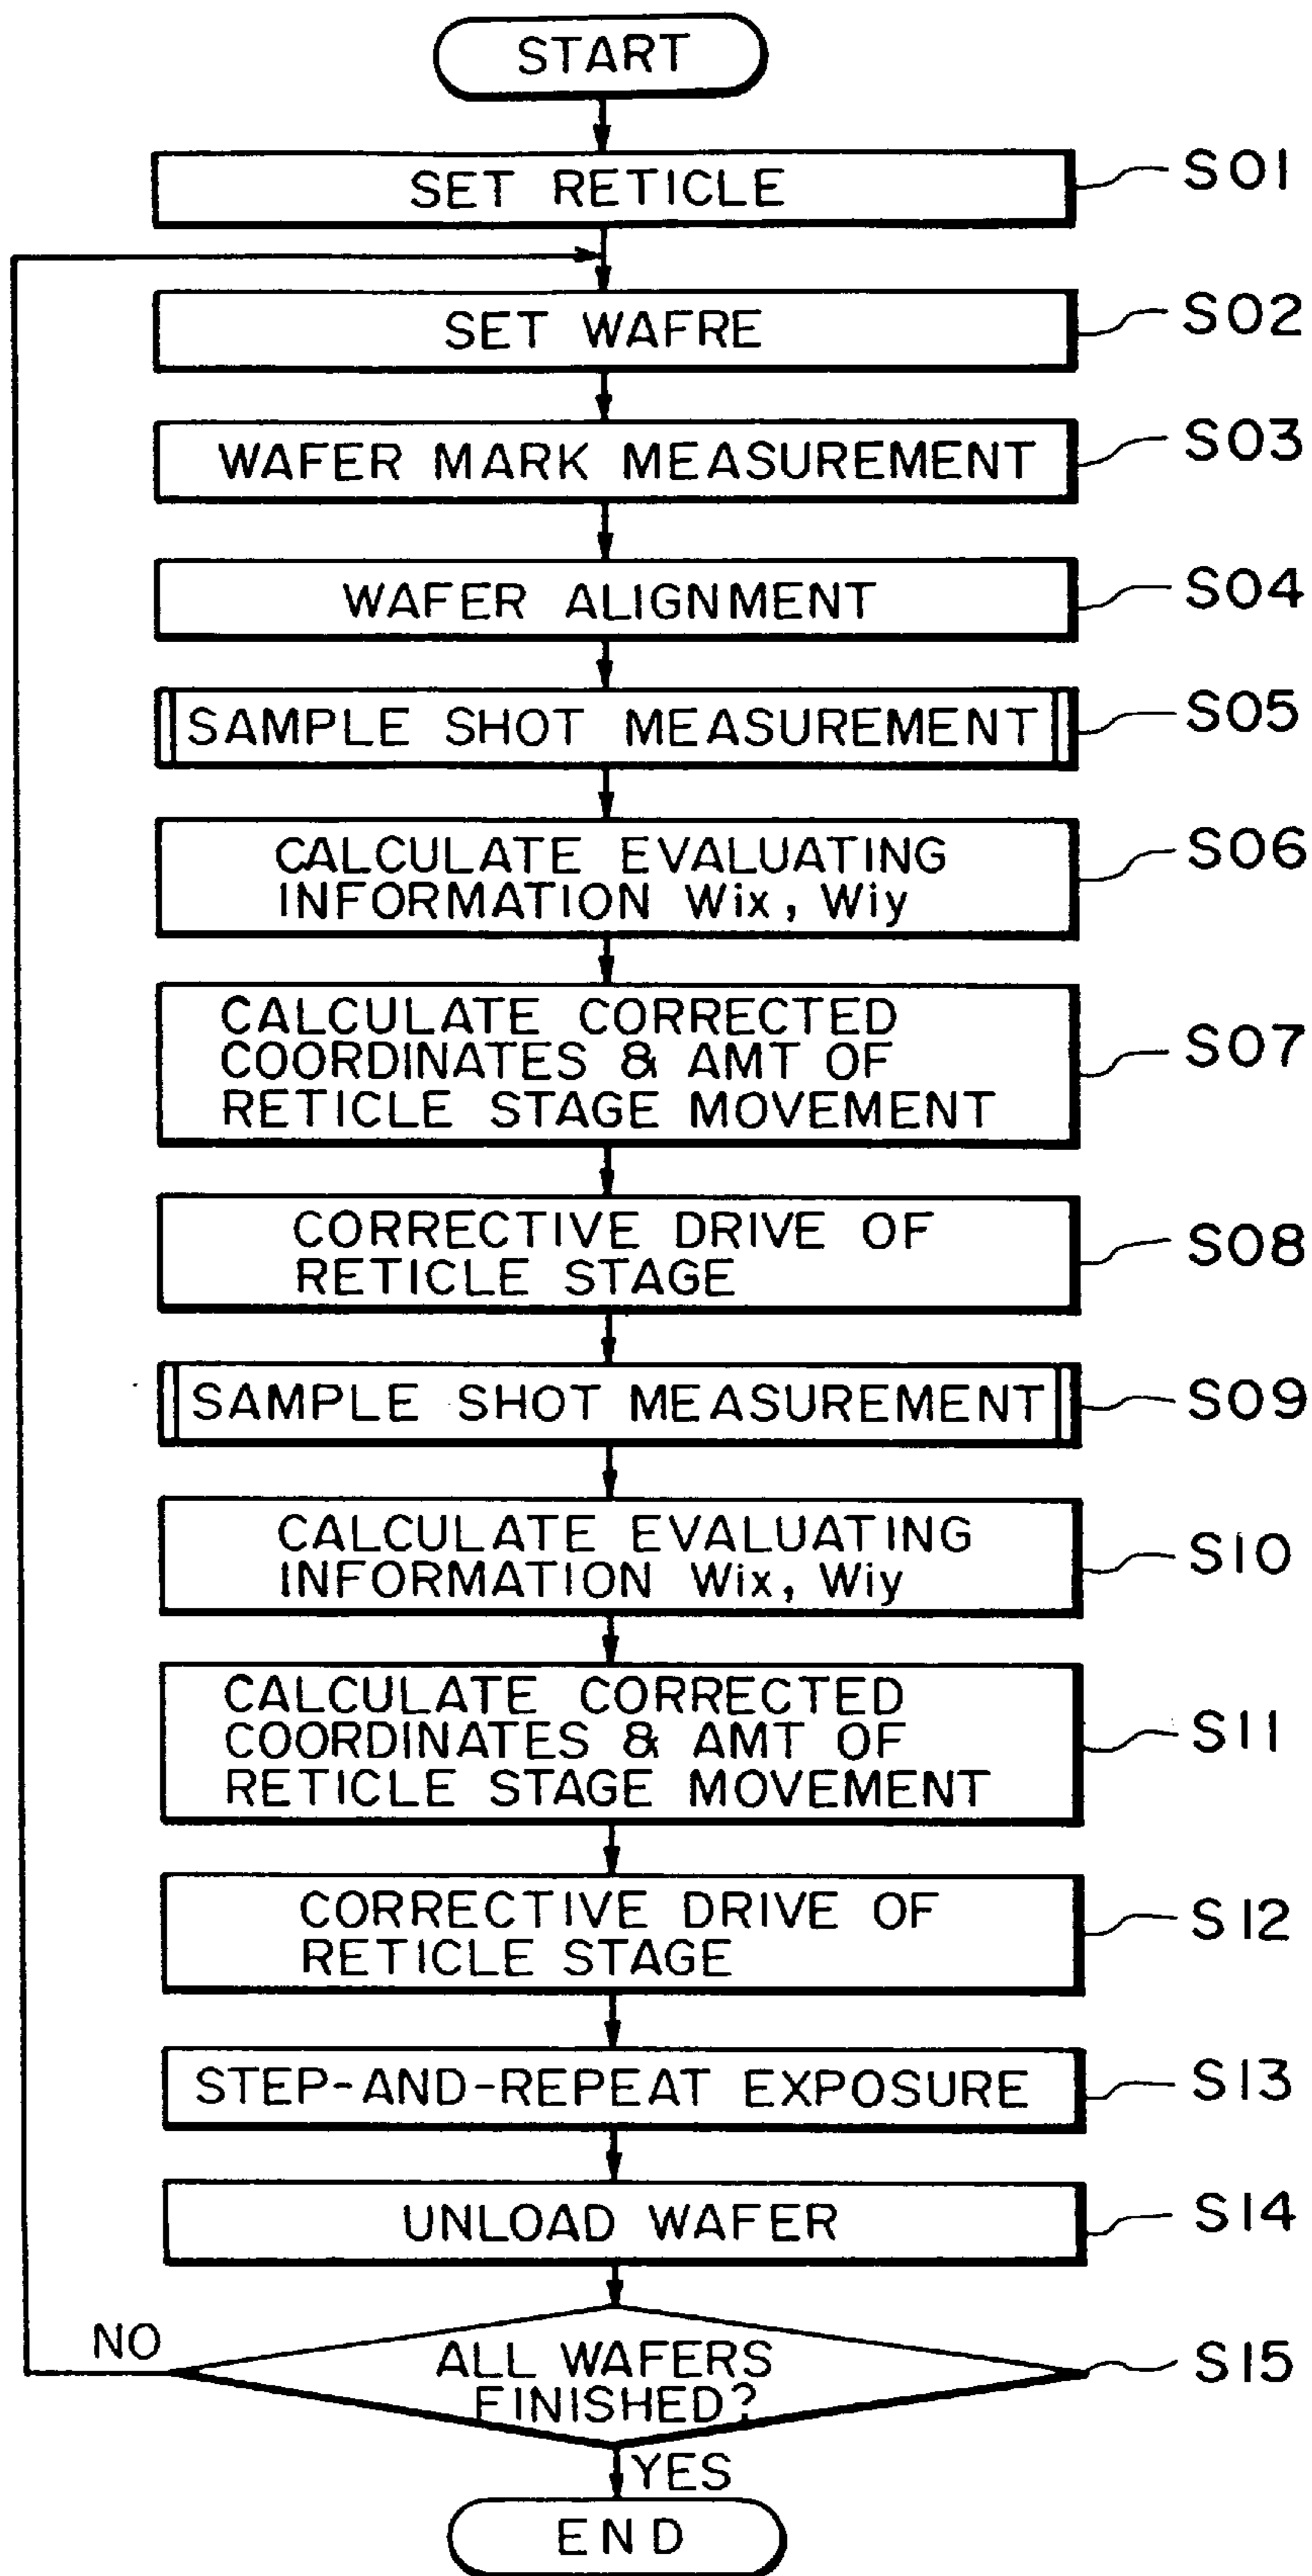 START
SET RETICLE
S01
SET WAFRE
S02
WAFER MARK MEASUREMENT
S03
WAFER ALIGNMENT
S04
SAMPLE SHOT MEASUREMENT
S05
CALCULATE EVALUATING
INFORMATION Wix, Wiy
S06
CALCULATE CORRECTED
COORDINATES & AMT OF
RETICLE STAGE MOVEMENT
S07
CORRECTIVE DRIVE OF
RETICLE STAGE
S08
SAMPLE SHOT MEASUREMENT
S09
CALCULATE EVALUATING
INFORMATION Wix, Wiy
S10
CALCULATE CORRECTED
COORDINATES & AMT OF
RETICLE STAGE MOVEMENT
S11
CORRECTIVE DRIVE OF
RETICLE STAGE
S12
STEP-AND-REPEAT EXPOSURE
S13
UNLOAD WAFER
S14
NO
ALL WAFERS
FINISHED?
S15
YES
END